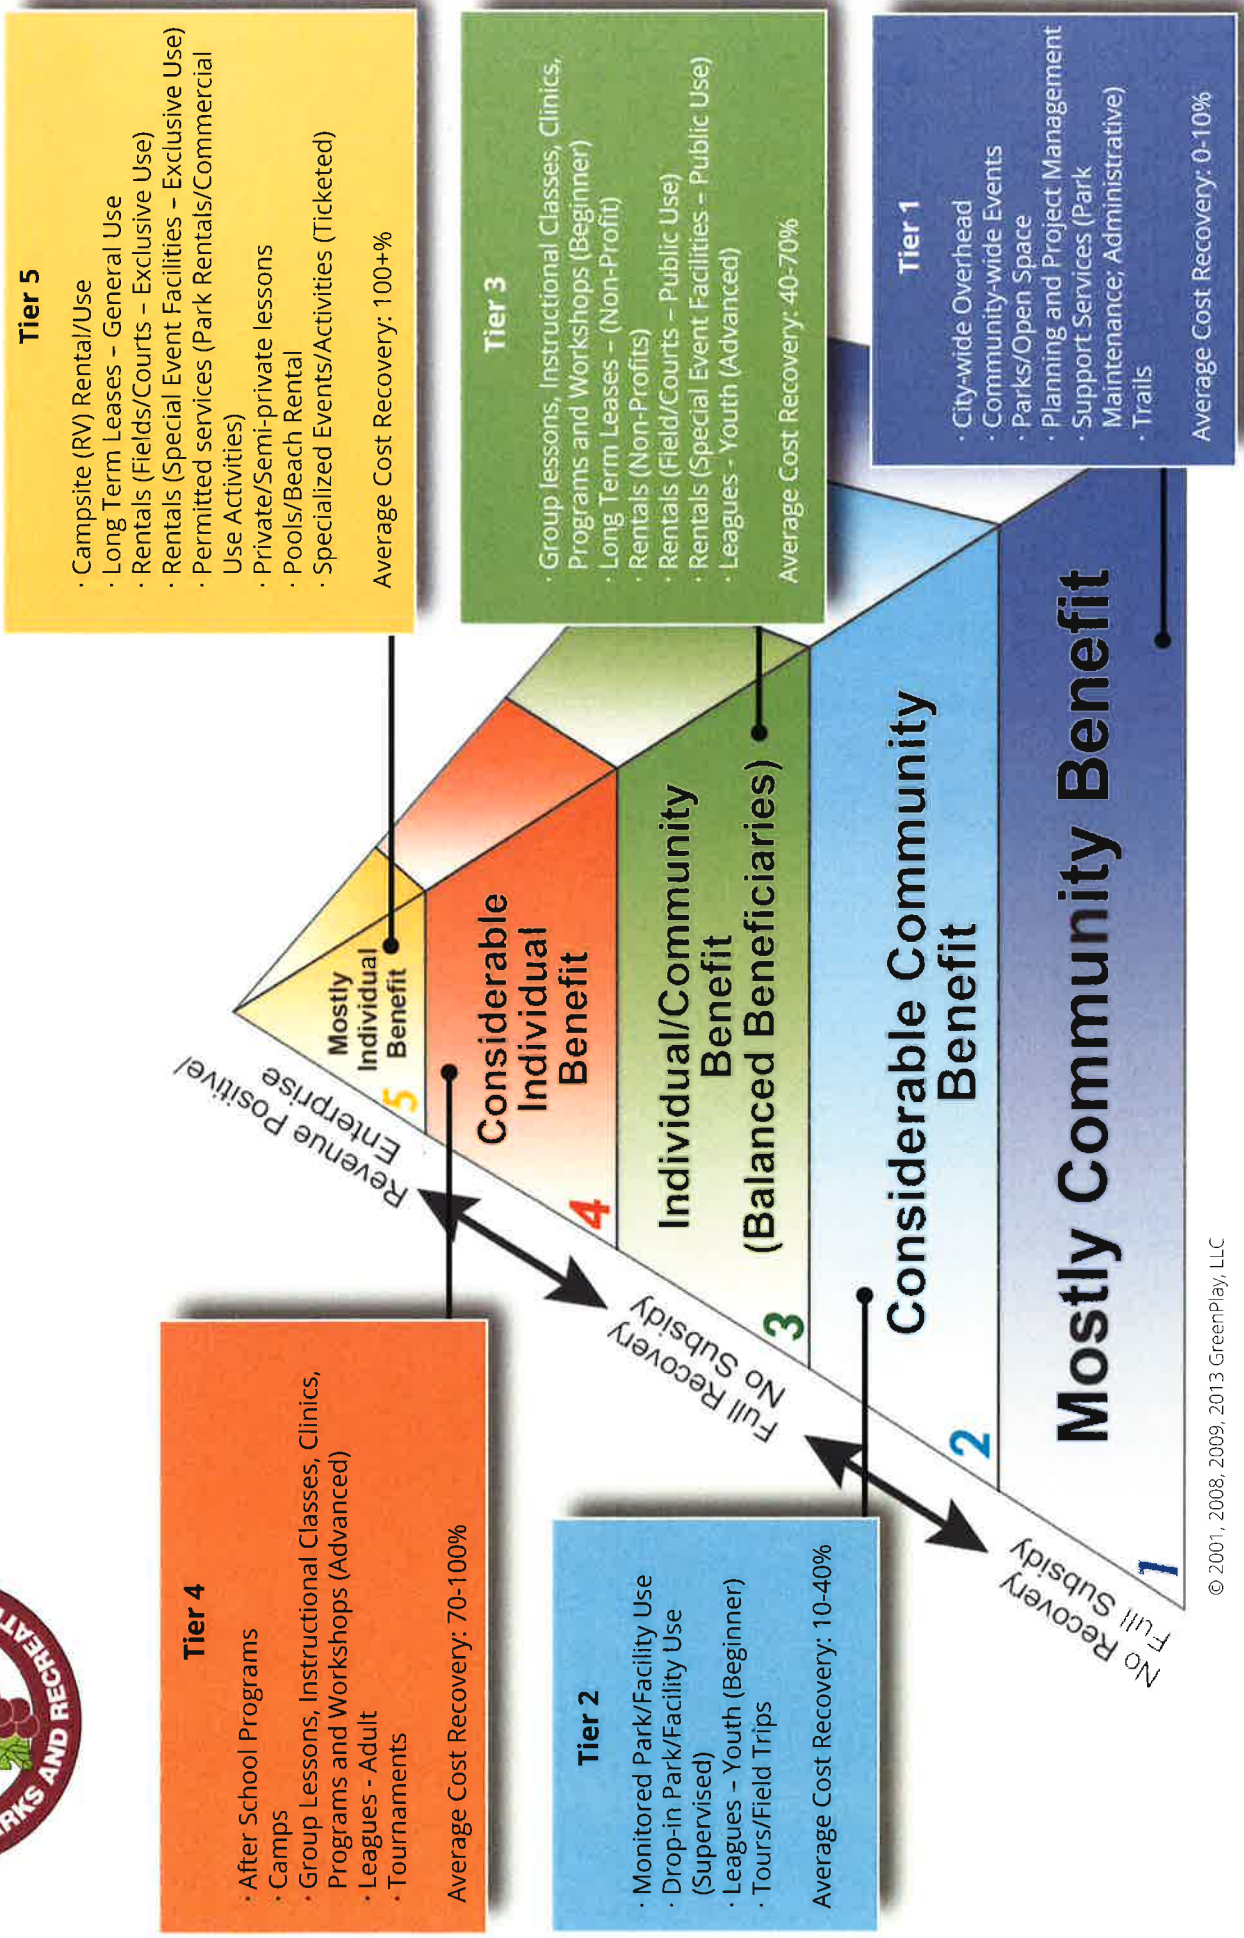 RKS AND RECREATI
Tier 4
· After School Programs
· Camps
· Group Lessons, Instructional Classes, Clinics,
Programs and Workshops (Advanced)
· Leagues - Adult
· Tournaments
Average Cost Recovery: 70-100%
Tier 2
· Monitored Park/Facility Use
· Drop-in Park/Facility Use
(Supervised)
· Leagues – Youth (Beginner)
· Tours/Field Trips
Average Cost Recovery: 10-40%
Revenue Positive/
Enterprise
Full Recovery
No Subsidy
No Recovery
Full Subsidy
5
Mostly
Individual
Benefit
4
Considerable
Individual
Benefit
3
Individual/Community
Benefit
(Balanced Beneficiaries)
2
Considerable Community
Benefit
1
Mostly Community Benefit
Tier 5
· Campsite (RV) Rental/Use
· Long Term Leases – General Use
· Rentals (Fields/Courts – Exclusive Use)
· Rentals (Special Event Facilities – Exclusive Use)
· Permitted services (Park Rentals/Commercial
Use Activities)
· Private/Semi-private lessons
· Pools/Beach Rental
· Specialized Events/Activities (Ticketed)
Average Cost Recovery: 100+%
Tier 3
· Group lessons, Instructional Classes, Clinics,
Programs and Workshops (Beginner)
· Long Term Leases – (Non-Profit)
· Rentals (Non-Profits)
· Rentals (Field/Courts – Public Use)
· Rentals (Special Event Facilities – Public Use)
· Leagues - Youth (Advanced)
Average Cost Recovery: 40-70%
Tier 1
· City-wide Overhead
· Community-wide Events
· Parks/Open Space
· Planning and Project Management
· Support Services (Park
Maintenance; Administrative)
· Trails
Average Cost Recovery: 0-10%
© 2001, 2008, 2009, 2013 GreenPlay, LLC